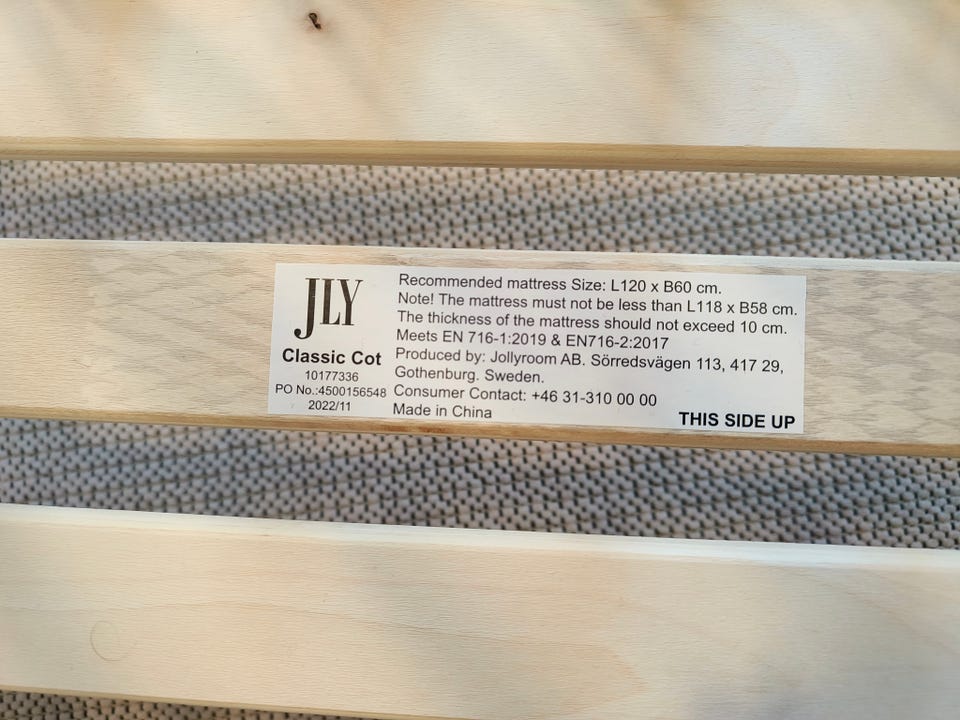 JLY
Classic Cot
10177336
PO No.:4500156548
2022/11
Recommended mattress Size: L120 x B60 cm.
Note! The mattress must not be less than L118 x B58 cm.
The thickness of the mattress should not exceed 10 cm.
Meets EN 716-1:2019 & EN716-2:2017
Produced by: Jollyroom AB. Sörredsvägen 113, 417 29,
Gothenburg. Sweden.
Consumer Contact: +46 31-310 00 00
Made in China
THIS SIDE UP